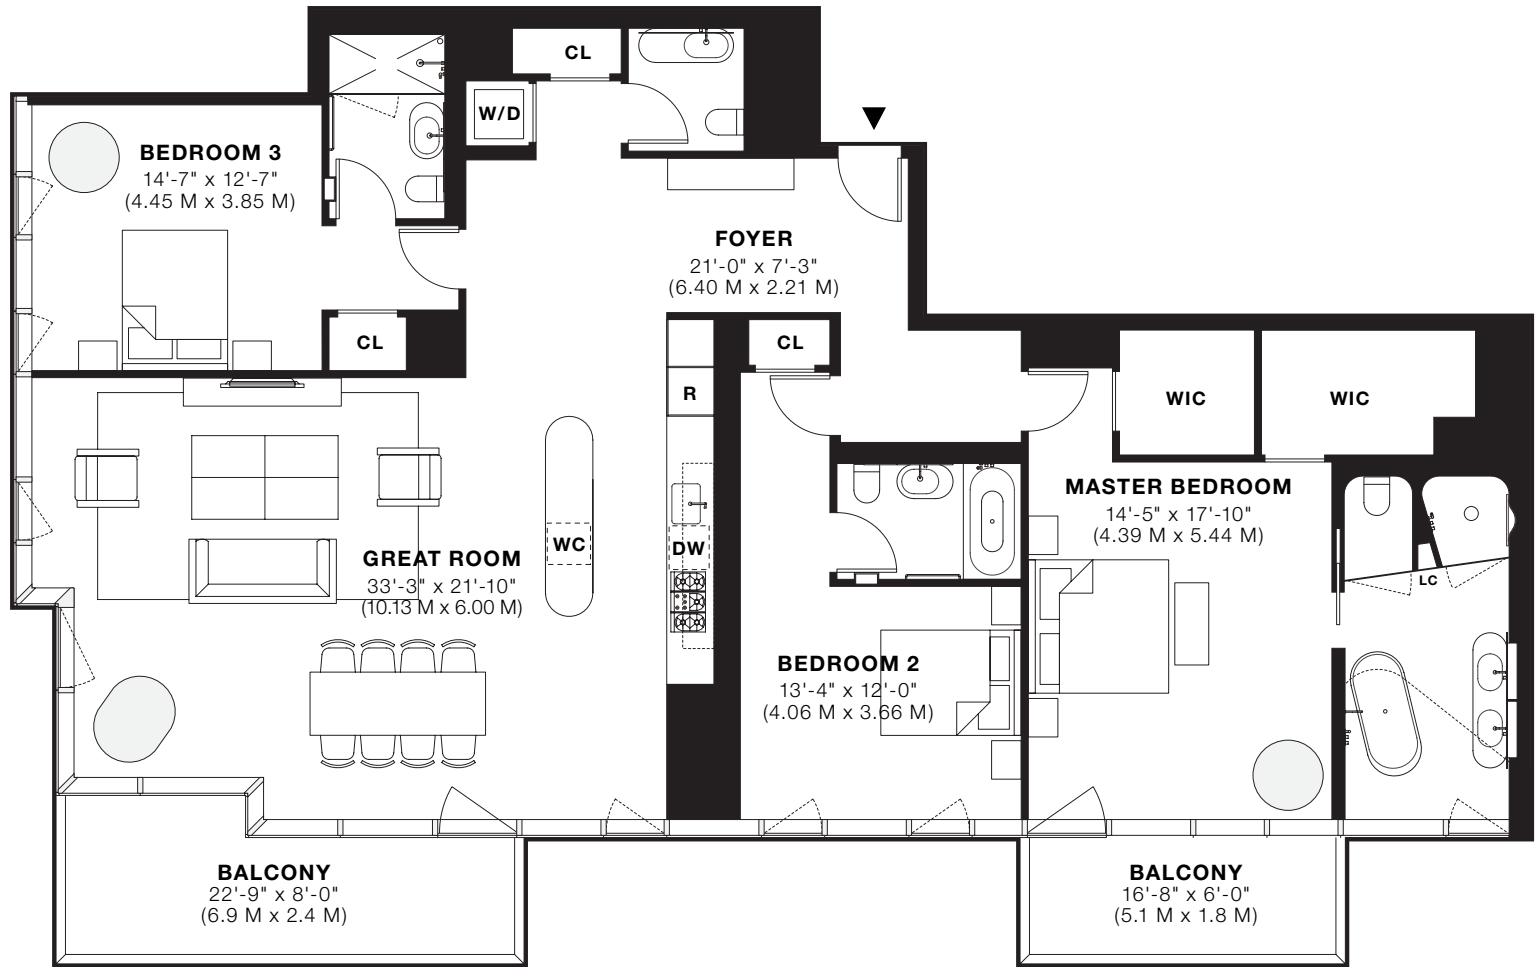 CL
W/D
BEDROOM 3
14'-7" x 12'-7"
(4.45 M x 3.85 M)
FOYER
21'-0" x 7'-3"
(6.40 M x 2.21 M)
CL
CL
R
WIC
WIC
MASTER BEDROOM
14'-5" x 17'-10"
(4.39 M x 5.44 M)
GREAT ROOM
33'-3" x 21'-10"
(10.13 M x 6.00 M)
WC
DW
LC
BEDROOM 2
13'-4" x 12'-0"
(4.06 M x 3.66 M)
BALCONY
22'-9" x 8'-0"
(6.9 M x 2.4 M)
BALCONY
16'-8" x 6'-0"
(5.1 M x 1.8 M)